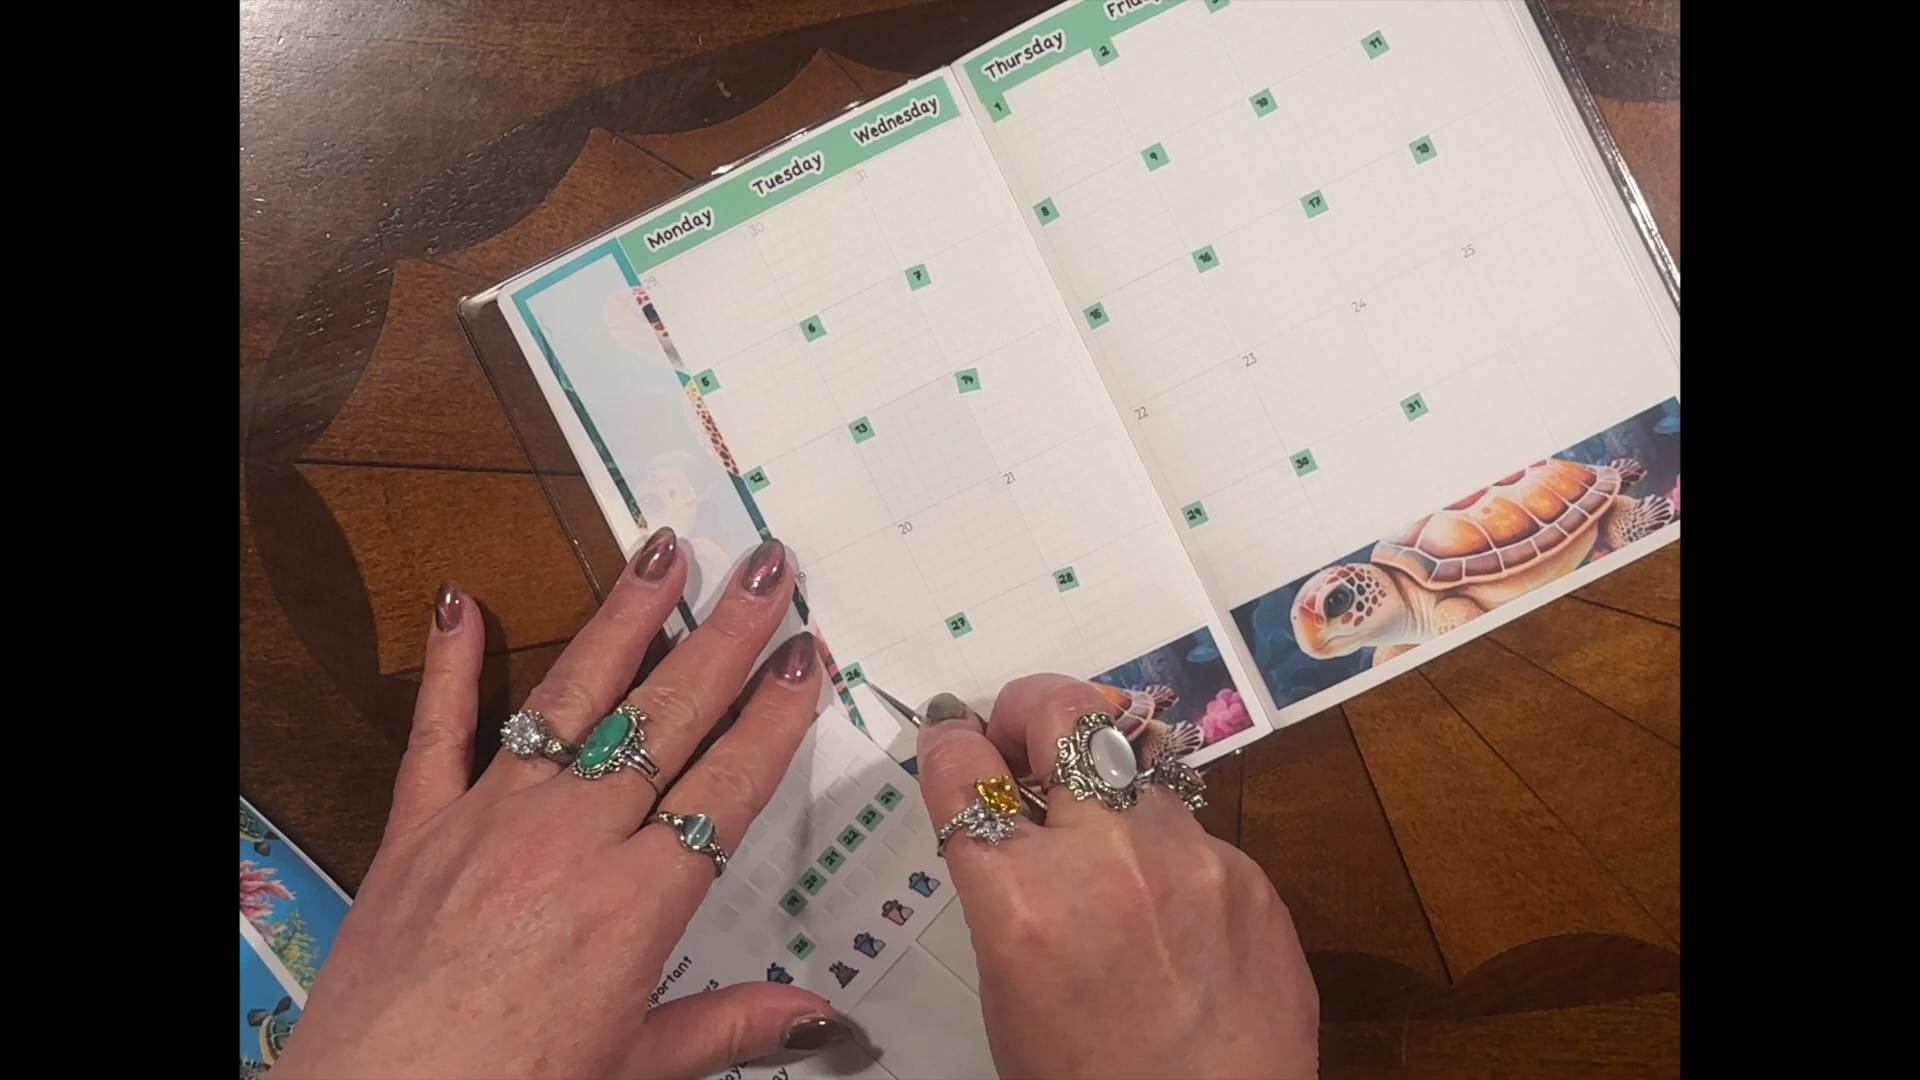 Monday Tuesday Wednesday Thursday
29 30 31 1 2
5 6 7 8 9 10 11
12 13 14 15 16 17 18
20 21 22 23 24 25
26 27 28 29 30 31
19 20 21 22 23 24
25